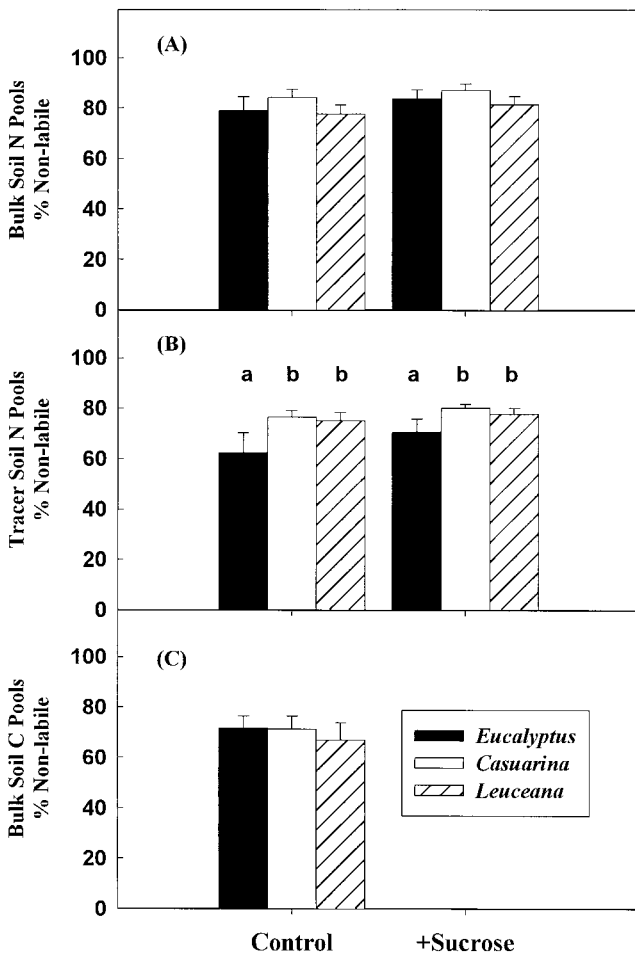 (A)
Bulk Soil N Pools
% Non-labile
100
80
60
40
20
0
(B)
Tracer Soil N Pools
% Non-labile
100
80
60
40
20
0
a b b a b b
(C)
Bulk Soil C Pools
% Non-labile
100
80
60
40
20
0
Eucalyptus
Casuarina
Leuceana
Control +Sucrose